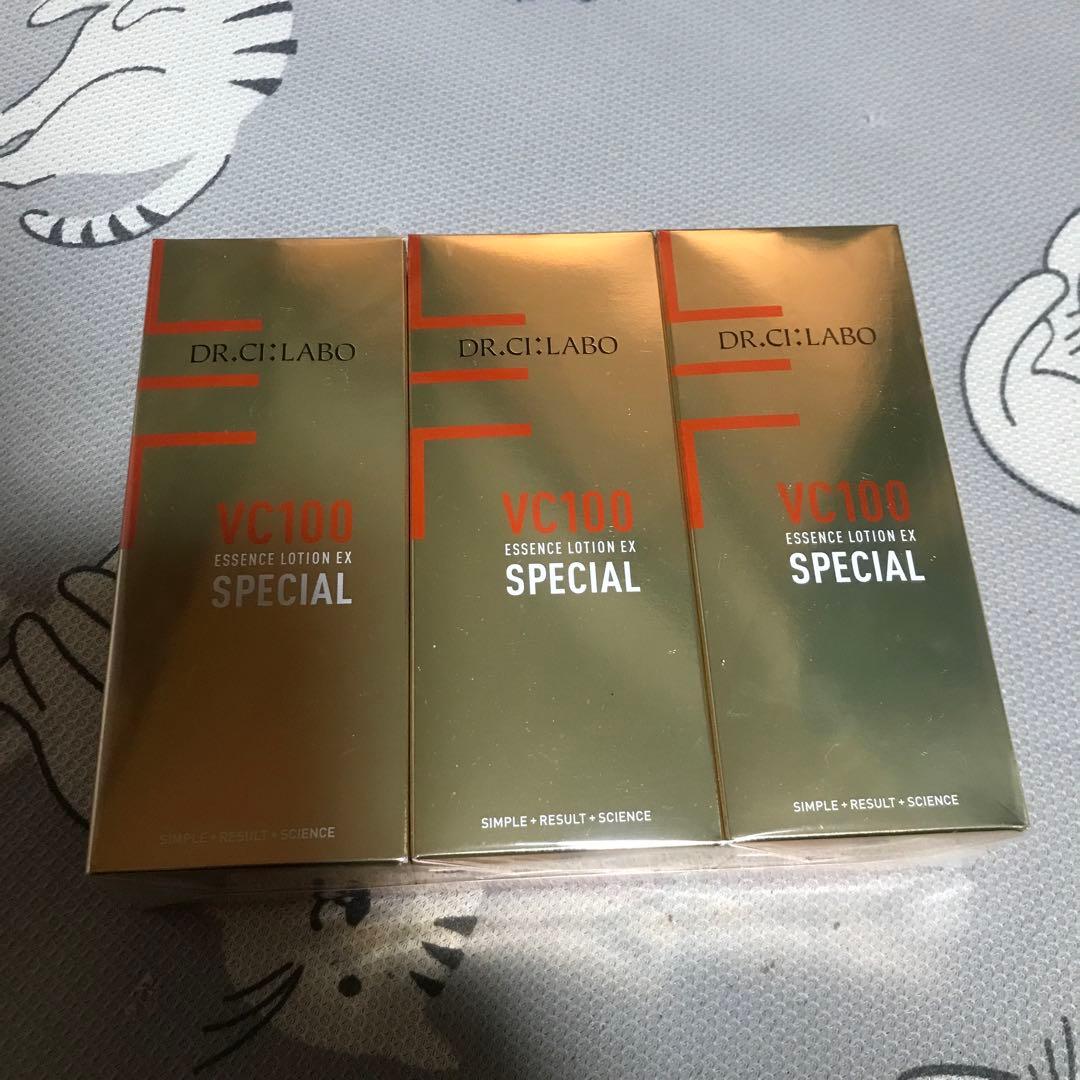 DR.CI:LABO
VC100
ESSENCE LOTION EX
SPECIAL
SIMPLE+RESULT+SCIENCE
DR.CI:LABO
VC100
ESSENCE LOTION EX
SPECIAL
SIMPLE+RESULT+SCIENCE
DR.CI:LABO
VC100
ESSENCE LOTION EX
SPECIAL
SIMPLE+RESULT+SCIENCE